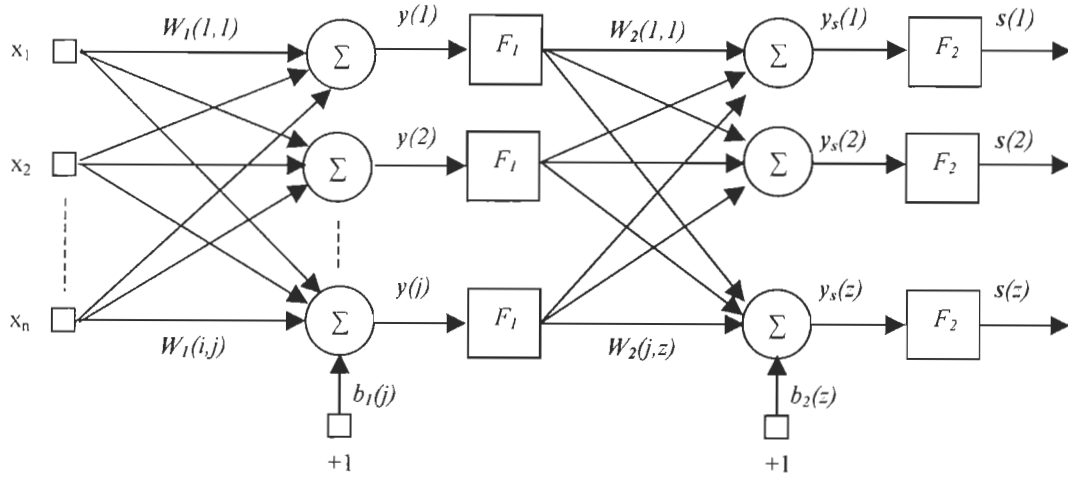 x₁ W₁(1,1) Σ y(1) F₁ W₂(1,1) Σ yₛ(1) F₂ s(1)
x₂ Σ y(2) F₁ Σ yₛ(2) F₂ s(2)
xₙ W₁(i,j) Σ y(j) F₁ W₂(j,z) Σ yₛ(z) F₂ s(z)
b₁(j) b₂(z)
+1 +1